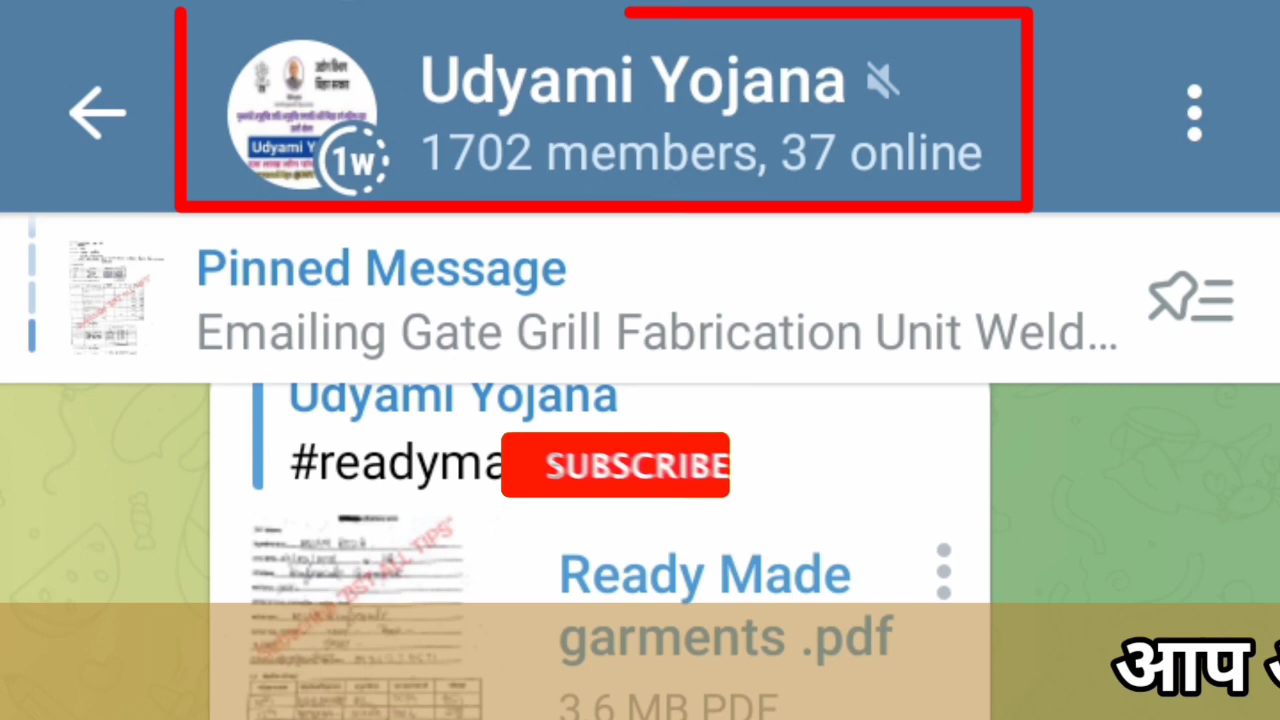 Udyami Yojana
1702 members, 37 online
Udyami Y
1w
Pinned Message
Emailing Gate Grill Fabrication Unit Weld...
Udyami Yojana
#readyma
SUBSCRIBE
Ready Made
garments .pdf
3.6 MB PDF
आप